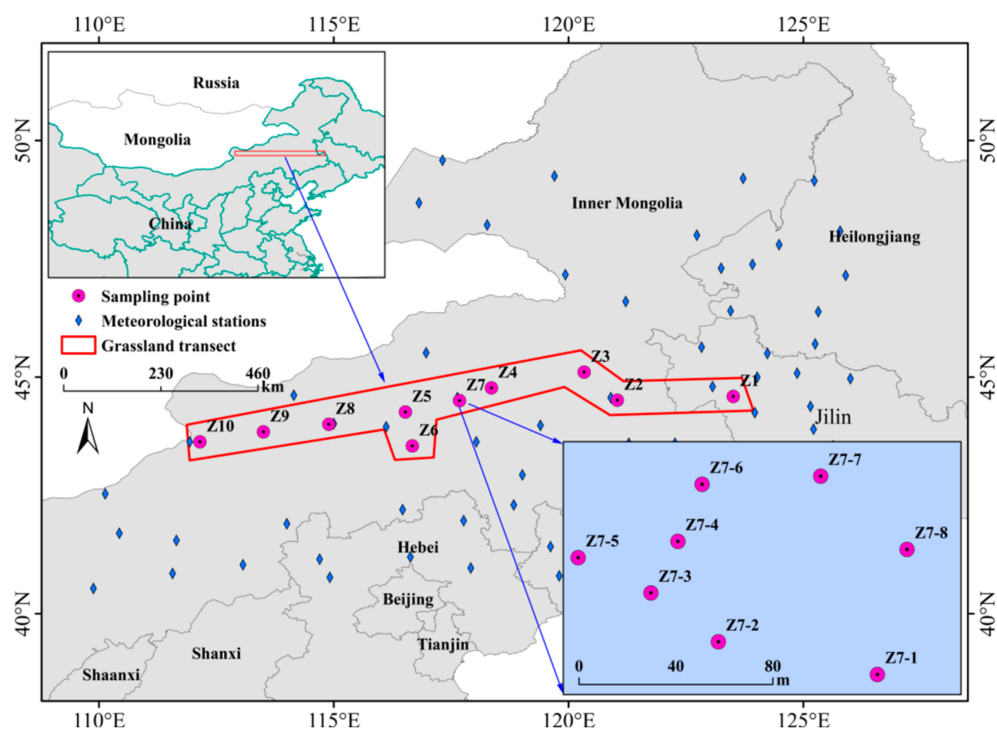 110°E 115°E 120°E 125°E
50°N
50°N
Russia
Mongolia
China
Inner Mongolia
Heilongjiang
Sampling point
Meteorological stations
Grassland transect
0 230 460 km
45°N
45°N
N
Z3
Z4
Z2
Z1
Z7
Z5
Z8
Z9
Z10
Z6
Jilin
Z7-6
Z7-7
Z7-4
Z7-8
Z7-5
Z7-3
Z7-2
Z7-1
0 40 80 m
Hebei
Beijing
Tianjin
Shanxi
Shaanxi
40°N
40°N
110°E 115°E 120°E 125°E